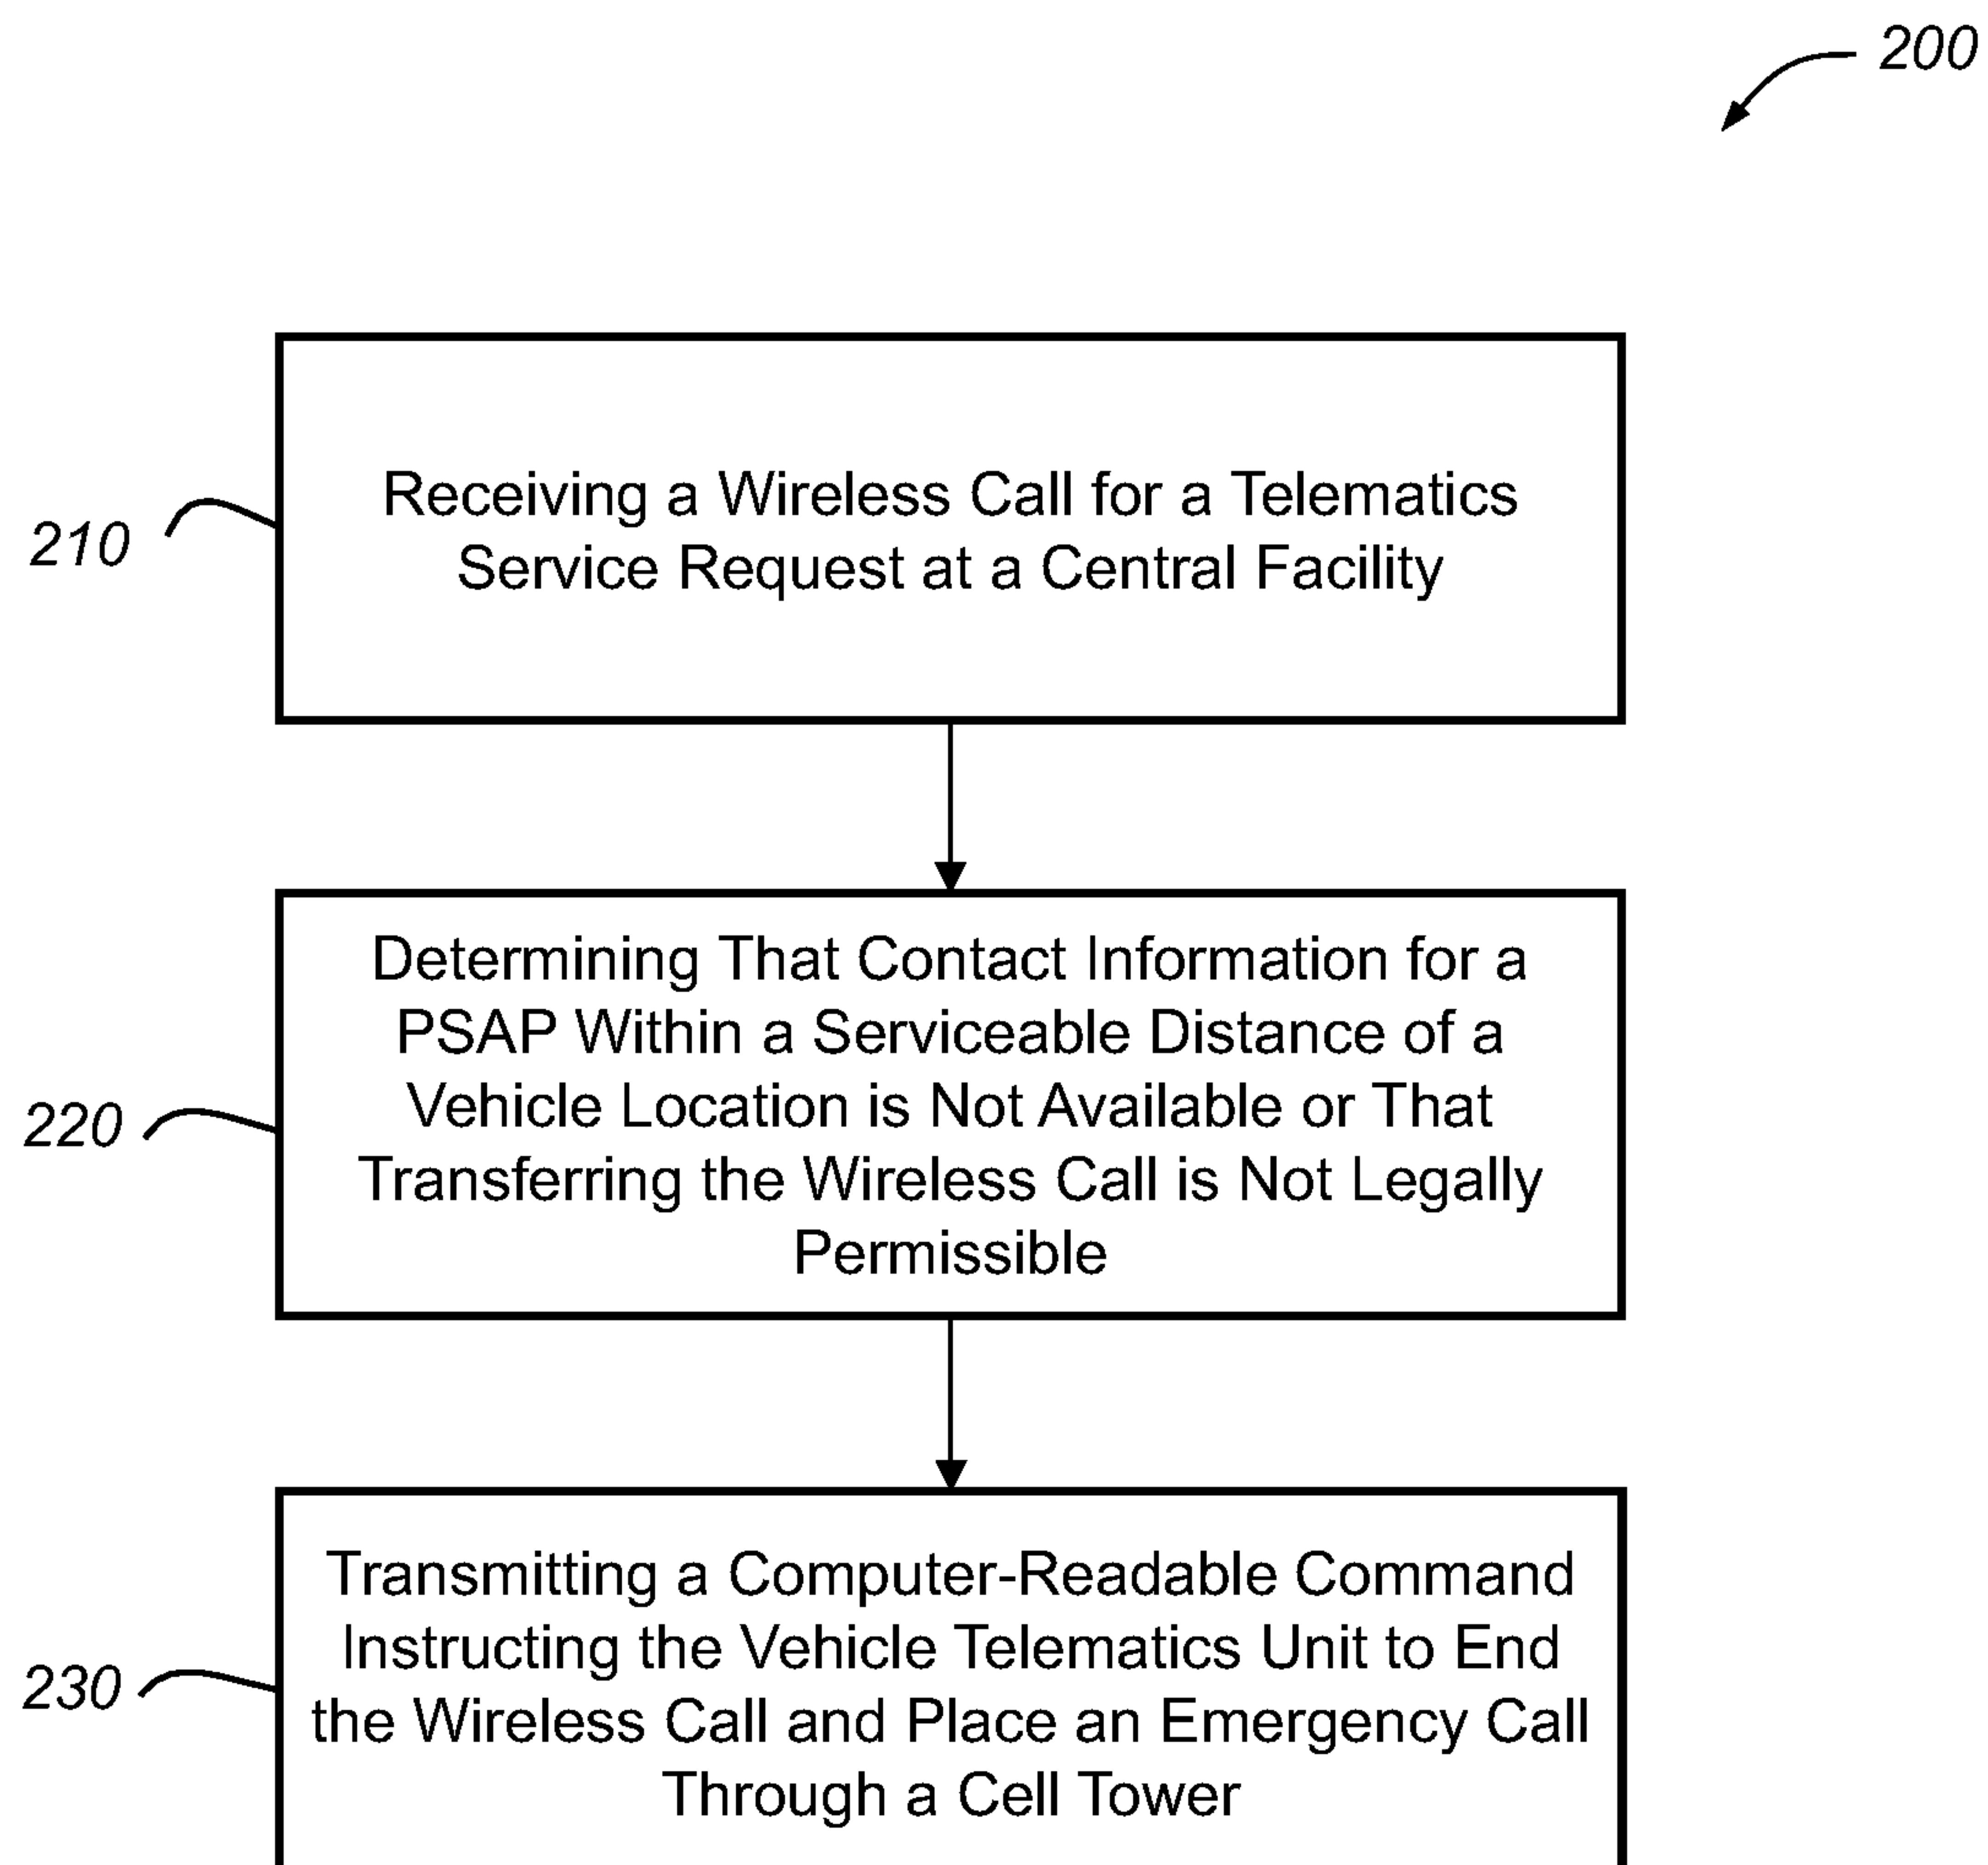 200
210
Receiving a Wireless Call for a Telematics
Service Request at a Central Facility
220
Determining That Contact Information for a
PSAP Within a Serviceable Distance of a
Vehicle Location is Not Available or That
Transferring the Wireless Call is Not Legally
Permissible
230
Transmitting a Computer-Readable Command
Instructing the Vehicle Telematics Unit to End
the Wireless Call and Place an Emergency Call
Through a Cell Tower